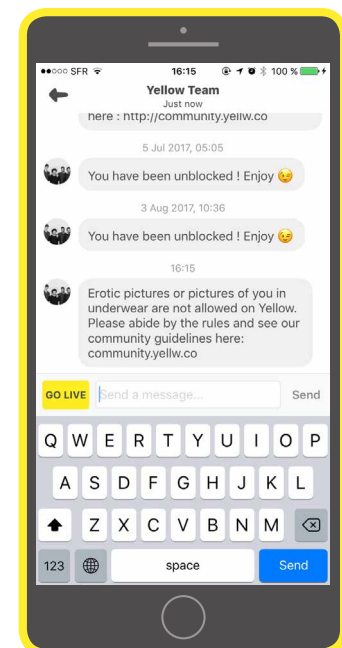 SFR 16:15 100 %
Yellow Team
Just now
here : http://community.yellw.co
5 Jul 2017, 05:05
You have been unblocked ! Enjoy 😉
3 Aug 2017, 10:36
You have been unblocked ! Enjoy 😉
16:15
Erotic pictures or pictures of you in
underwear are not allowed on Yellow.
Please abide by the rules and see our
community guidelines here:
community.yellw.co
GO LIVE Send a message... Send
Q W E R T Y U I O P
A S D F G H J K L
Z X C V B N M
123 space Send